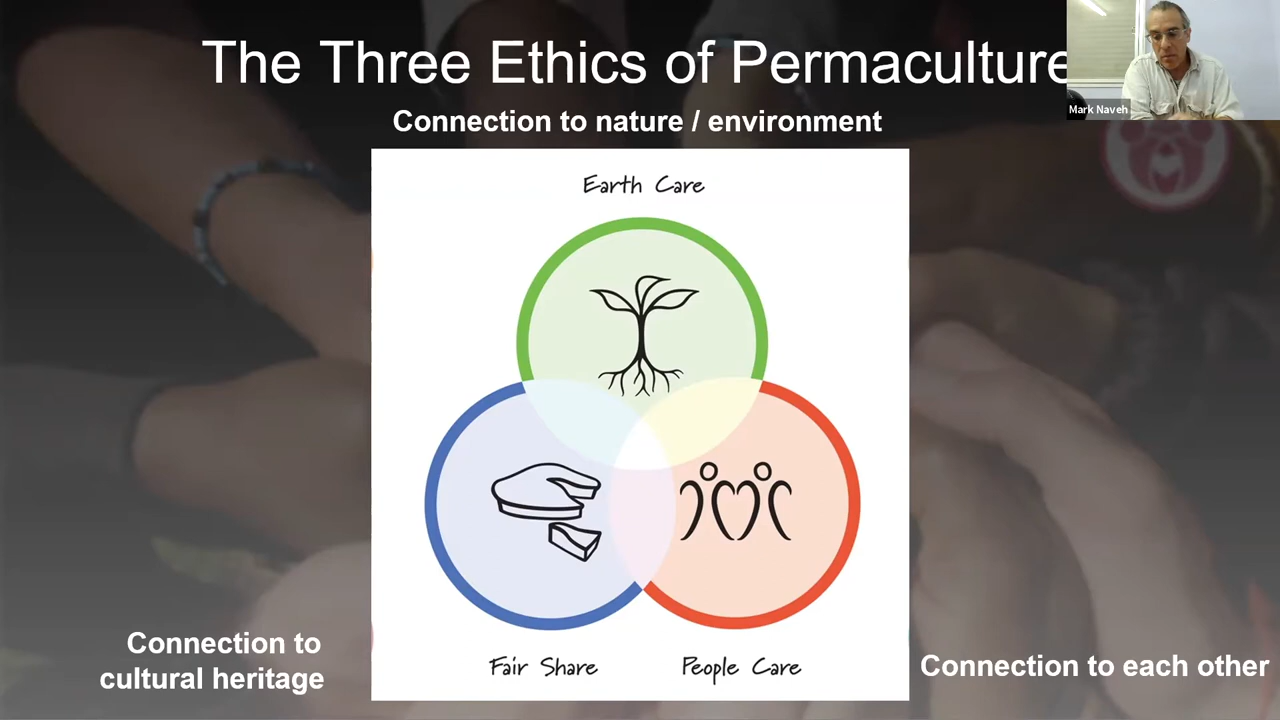 The Three Ethics of Permaculture
Mark Naveh
Connection to nature / environment
Earth Care
Connection to
cultural heritage
Fair Share
People Care
Connection to each other